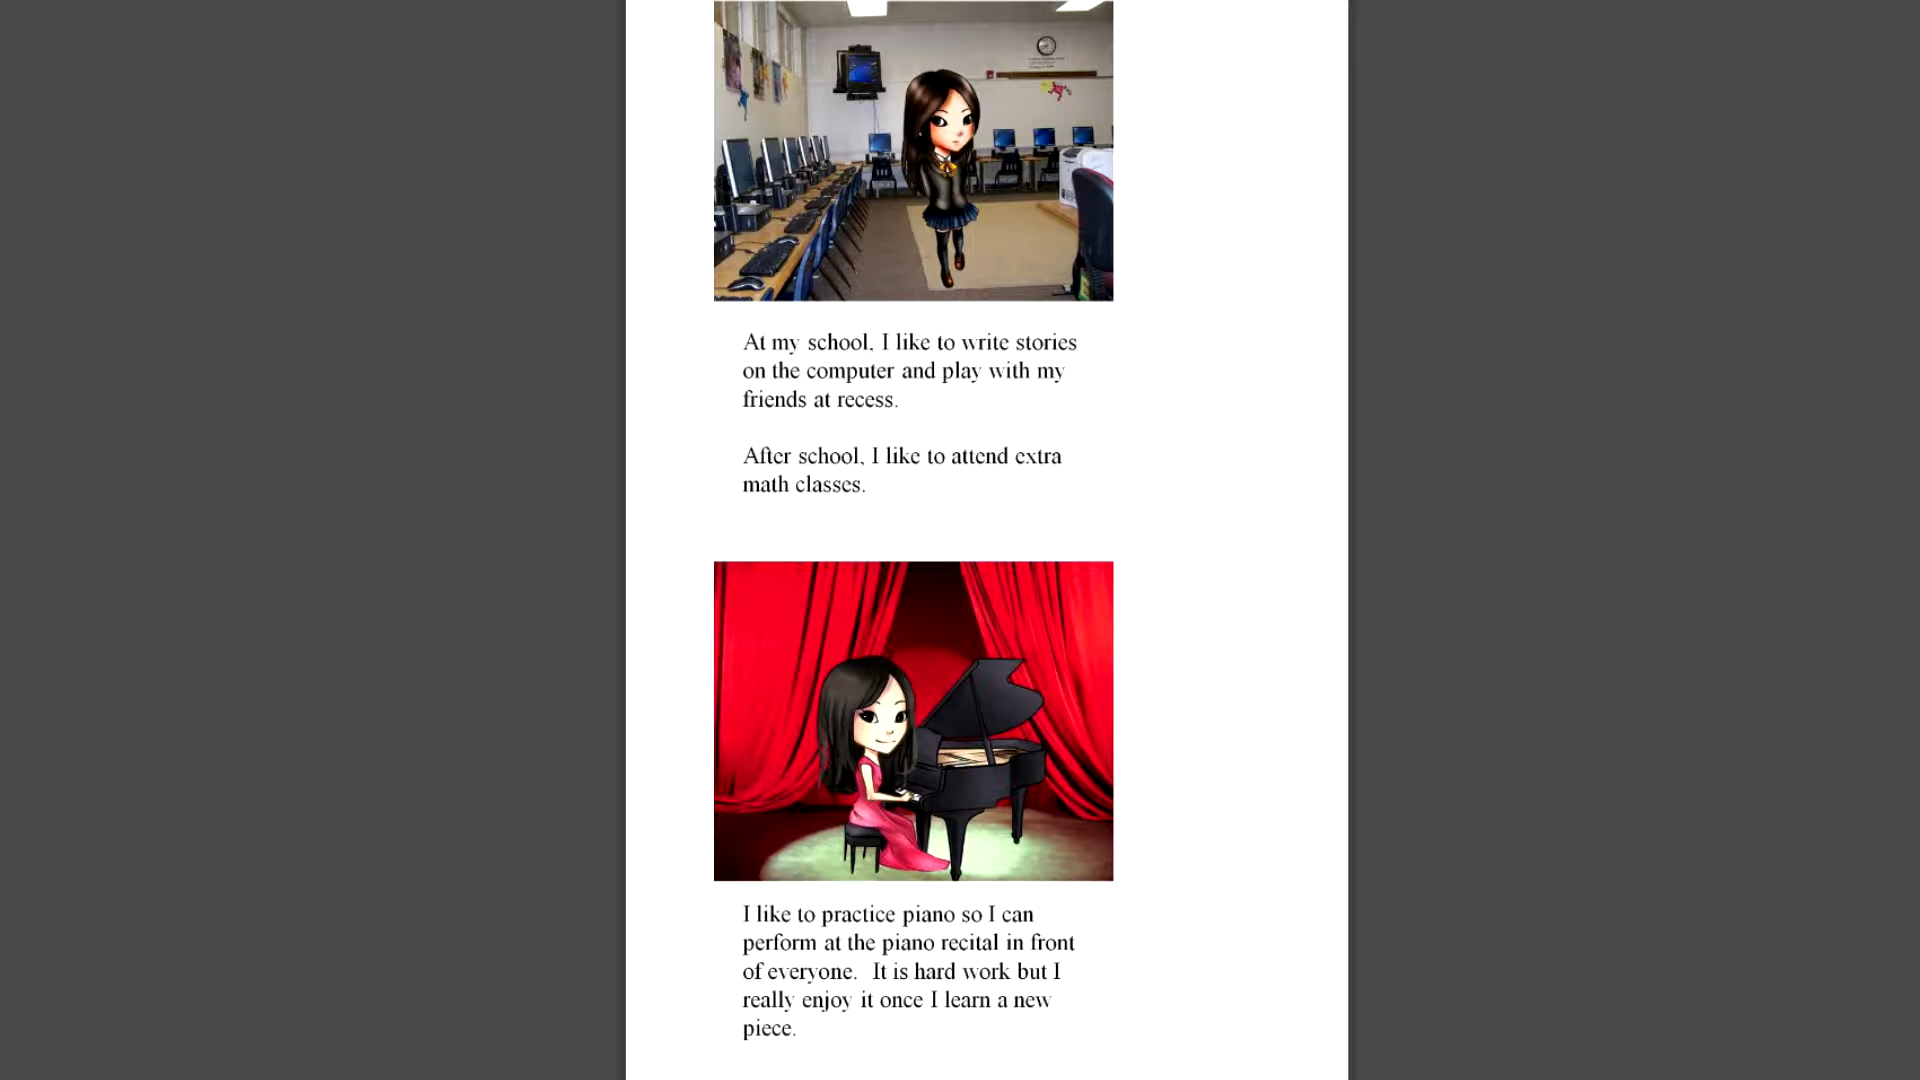 At my school, I like to write stories
on the computer and play with my
friends at recess.
After school, I like to attend extra
math classes.
I like to practice piano so I can
perform at the piano recital in front
of everyone.  It is hard work but I
really enjoy it once I learn a new
piece.